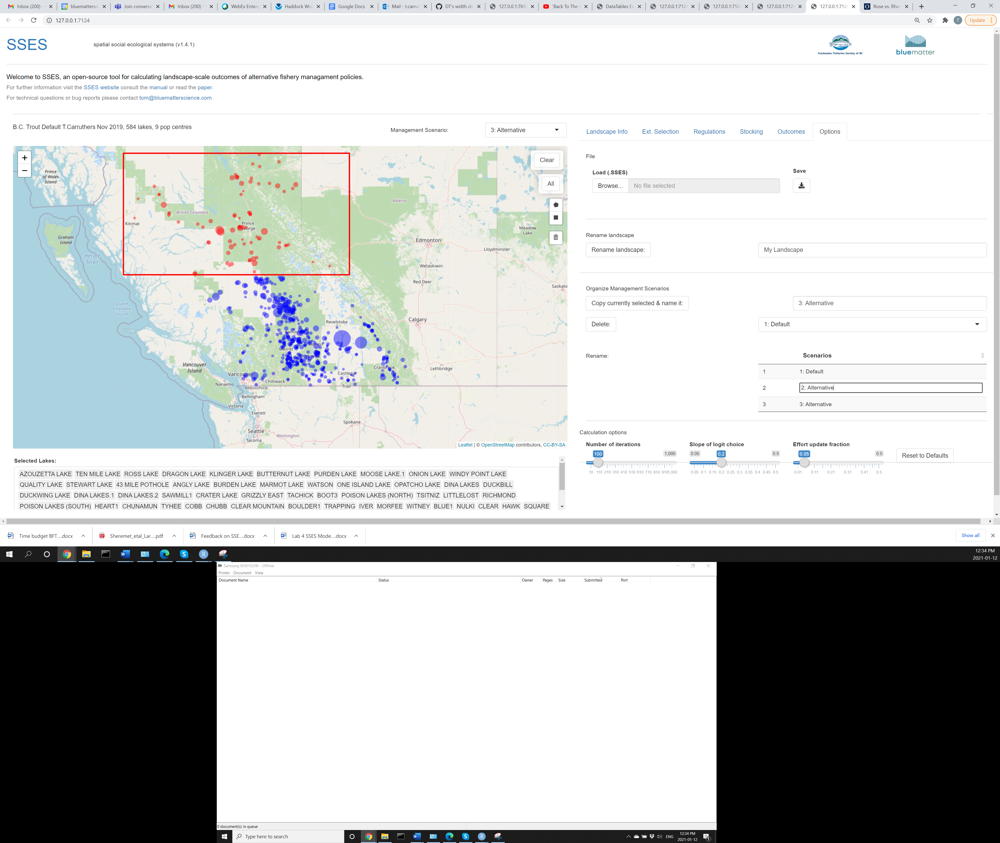 Inbox (200) -
bluemattersci
Join conversa
Inbox (200) -
WebEx Enterp
Haddock Wo
Google Docs
Mail - t.carrut
DT's width do
127.0.0.1:769
'Back To The
DataTables Ex
127.0.0.1:712
127.0.0.1:712
127.0.0.1:712
127.0.0.1:712
Rose vs. Rho
127.0.0.1:7124
T
Update
SSES
spatial social ecological systems (v1.4.1)
Freshwater Fisheries Society of BC
bluematter
Welcome to SSES, an open-source tool for calculating landscape-scale outcomes of alternative fishery managament policies.
For further information visit the SSES website consult the manual or read the paper.
For technical questions or bug reports please contact tom@bluematterscience.com
B.C. Trout Default T.Carruthers Nov 2019, 584 lakes, 9 pop centres
Management Scenario:
3: Alternative
+
−
Clear
All
Prince of Wales Island
British Columbia
Alberta
Kitimat
Prince George
Graham Island
Hecate Strait
Edmonton
Meadow Lake
Lloydminster
Wetaskiwin
Red Deer
Saskato
Queen Charlotte Sound
Revelstoke
Calgary
Kamloops
Vernon
Merritt
Kelowna
Vancouver Island
Vancouver
Cranbrook
Lethbridge
Castlegar
Nanaimo
Chilliwack
Trail
Abbotsford
Bellingham
Victoria
Everett
Spokane
Seattle
Washington
Tacoma
Leaflet | © OpenStreetMap contributors, CC-BY-SA
Selected Lakes:
AZOUZETTA LAKE TEN MILE LAKE ROSS LAKE DRAGON LAKE KLINGER LAKE BUTTERNUT LAKE PURDEN LAKE MOOSE LAKE.1 ONION LAKE WINDY POINT LAKE
QUALITY LAKE STEWART LAKE 43 MILE POTHOLE ANGLY LAKE BURDEN LAKE MARMOT LAKE WATSON ONE ISLAND LAKE OPATCHO LAKE DINA LAKES DUCKBILL
DUCKWING LAKE DINA LAKES.1 DINA LAKES.2 SAWMILL1 CRATER LAKE GRIZZLY EAST TACHICK BOOT3 POISON LAKES (NORTH) TSITNIZ LITTLELOST RICHMOND
POISON LAKES (SOUTH) HEART1 CHUNAMUN TYHEE COBB CHUBB CLEAR MOUNTAIN BOULDER1 TRAPPING IVER MORFEE WITNEY BLUE1 NULKI CLEAR HAWK SQUARE
Landscape Info Ext. Selection Regulations Stocking Outcomes Options
File
Load (.SSES)
Save
Browse... No file selected
Rename landscape
Rename landscape: My Landscape
Organize Management Scenarios
Copy currently selected & name it: 3: Alternative
Delete: 1: Default
Rename:
Scenarios
1 1: Default
2 2: Alternative
3 3: Alternative
Calculation options
Number of iterations Slope of logit choice Effort update fraction
100 1,000 0.05 0.2 0.5 0.05 0.5
Reset to Defaults
10 110 210 310 410 510 610 710 810 910 1,000
0.05 0.1 0.15 0.2 0.25 0.3 0.35 0.4 0.45 0.5
0.01 0.11 0.21 0.31 0.41 0.5
Time budget BFT....docx
Sheremet_etal_Lar....pdf
Feedback on SSE....docx
Lab 4 SSES Mode....docx
Show all
12:34 PM
2021-01-12
Samsung M3015DW - Offline
Printer Document View
Document Name Status Owner Pages Size Submitted Port
0 document(s) in queue
Type here to search
ENG
12:34 PM
2021-01-12